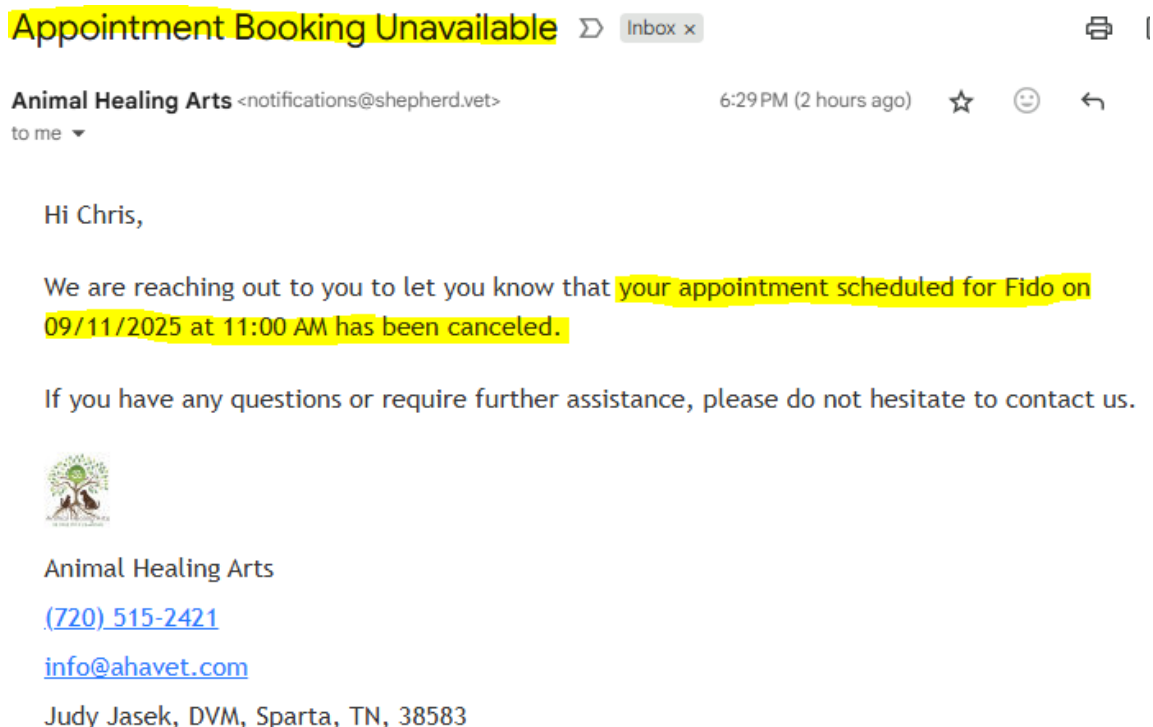 Appointment Booking Unavailable Inbox ×
Animal Healing Arts <notifications@shepherd.vet> 6:29 PM (2 hours ago)
to me
Hi Chris,
We are reaching out to you to let you know that your appointment scheduled for Fido on
09/11/2025 at 11:00 AM has been canceled.
If you have any questions or require further assistance, please do not hesitate to contact us.
Animal Healing Arts
Animal Healing Arts
(720) 515-2421
info@ahavet.com
Judy Jasek, DVM, Sparta, TN, 38583